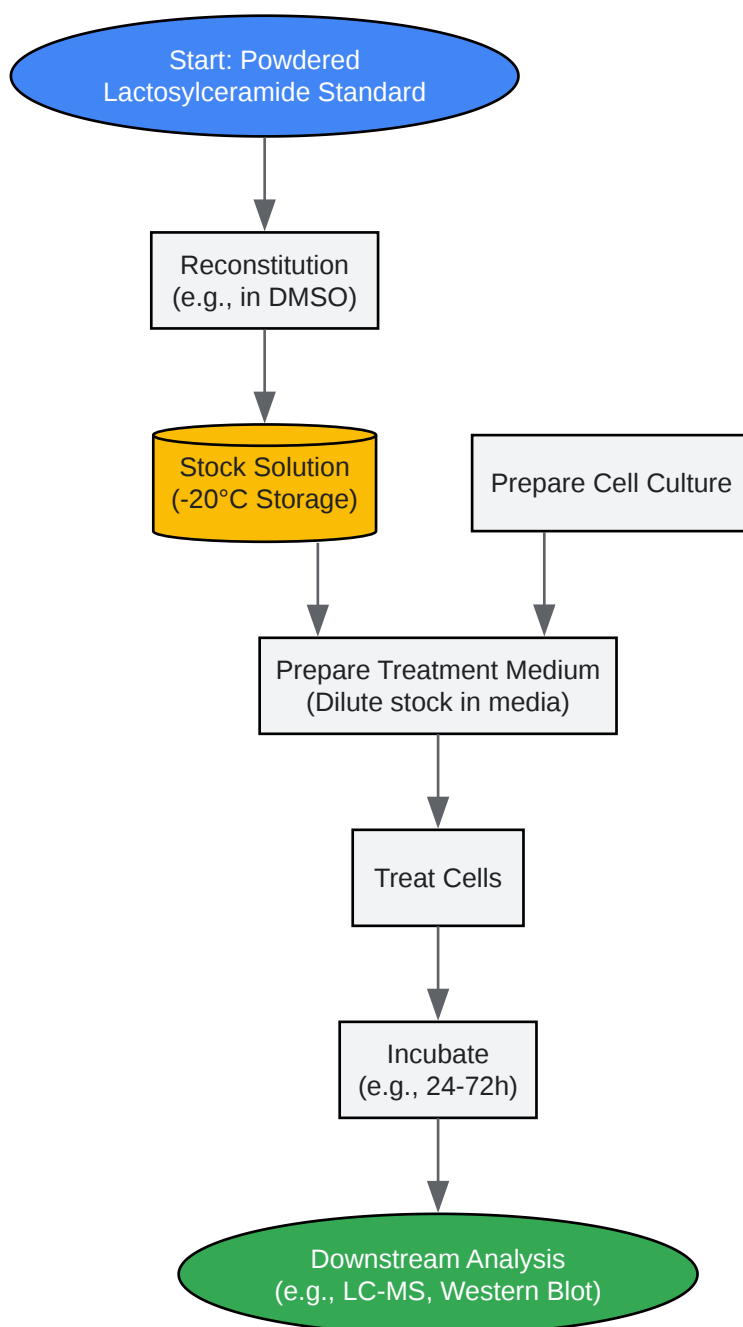 Start: Powdered
Lactosylceramide Standard
Reconstitution
(e.g., in DMSO)
Stock Solution
(-20°C Storage)
Prepare Cell Culture
Prepare Treatment Medium
(Dilute stock in media)
Treat Cells
Incubate
(e.g., 24-72h)
Downstream Analysis
(e.g., LC-MS, Western Blot)